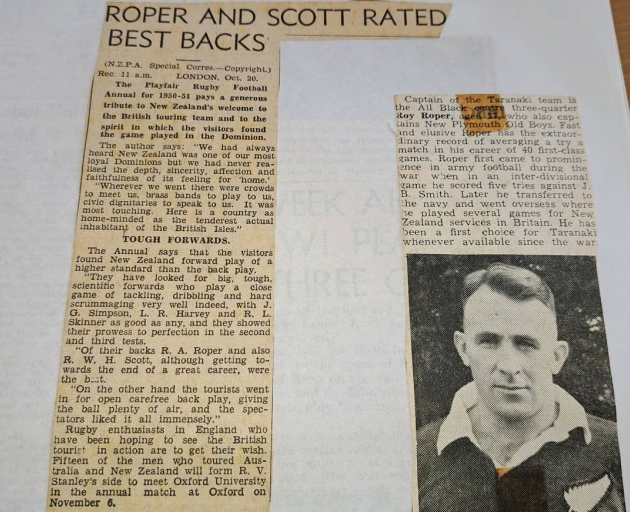 ROPER AND SCOTT RATED
BEST BACKS
(N.Z.P.A. Special Corres.—Copyright.)
Rec. 11 a.m. LONDON, Oct. 20.
The Playfair Rugby Football
Annual for 1950-51 pays a generous
tribute to New Zealand's welcome to
the British touring team and to the
spirit in which the visitors found
the game played in the Dominion.
The author says: "We had always
heard New Zealand was one of our most
loyal Dominions but we had never rea-
lised the depth, sincerity, affection and
faithfulness of its feeling for 'home.'
"Wherever we went there were crowds
to meet us, brass bands to play to us,
civic dignitaries to speak to us. It was
most touching. Here is a country as
home-minded as the tenderest actual
inhabitant of the British Isles."
TOUGH FORWARDS.
The Annual says that the visitors
found New Zealand forward play of a
higher standard than the back play.
"They have looked for big, tough,
scientific forwards who play a close
game of tackling, dribbling and hard
scrummaging very well indeed, with J.
G. Simpson, L. R. Harvey and R. L.
Skinner as good as any, and they showed
their prowess to perfection in the second
and third tests.
"Of their backs R. A. Roper and also
R. W. H. Scott, although getting to-
wards the end of a great career, were
the best.
"On the other hand the tourists went
in for open carefree back play, giving
the ball plenty of air, and the spec-
tators liked it all immensely."
Rugby enthusiasts in England who
have been hoping to see the British
tourist in action are to get their wish.
Fifteen of the men who toured Aus-
tralia and New Zealand will form R. V.
Stanley's side to meet Oxford University
in the annual match at Oxford on
November 6.
Captain of the Taranaki team is
the All Black centre three-quarter
Roy Roper, aged 27, who also cap-
tains New Plymouth Old Boys. Fast
and elusive Roper has the extraor-
dinary record of averaging a try a
match in his career of 40 first-class
games. Roper first came to promin-
ence in army football during the
war when in an inter-divisional
game he scored five tries against J.
B. Smith. Later he transferred to
the navy and went overseas where
he played several games for New
Zealand services in Britain. He has
been a first choice for Taranaki
whenever available since the war